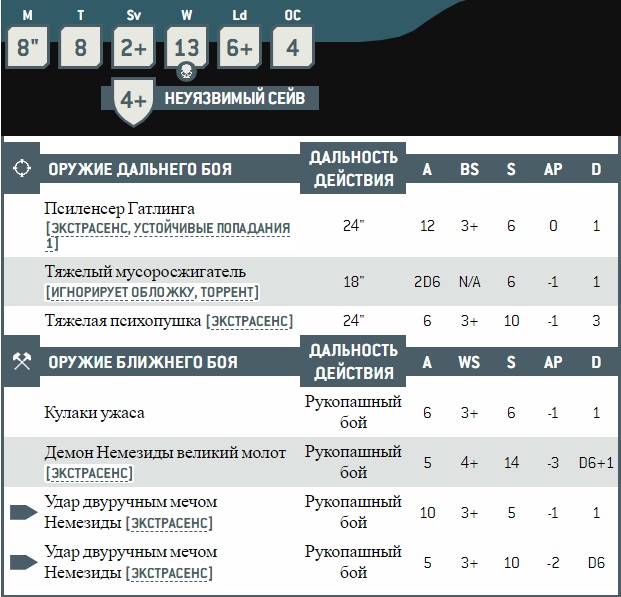 M T Sv W Ld OC
8" 8 2+ 13 6+ 4
4+ НЕУЯЗВИМЫЙ СЕЙВ
ОРУЖИЕ ДАЛЬНЕГО БОЯ ДАЛЬНОСТЬ ДЕЙСТВИЯ A BS S AP D
Псиленсер Гатлинга
24" 12 3+ 6 0 1
[ЭКСТРАСЕНС, УСТОЙЧИВЫЕ ПОПАДАНИЯ
1]
Тяжелый мусоросжигатель
18" 2D6 N/A 6 -1 1
[ИГНОРИРУЕТ ОБЛОЖКУ, ТОРРЕНТ]
Тяжелая психопушка [ЭКСТРАСЕНС] 24" 6 3+ 10 -1 3
ОРУЖИЕ БЛИЖНЕГО БОЯ ДАЛЬНОСТЬ ДЕЙСТВИЯ A WS S AP D
Кулаки ужаса Рукопашный бой 6 3+ 6 -1 1
Демон Немезиды великий молот
[ЭКСТРАСЕНС] Рукопашный бой 5 4+ 14 -3 D6+1
Удар двуручным мечом
Немезиды [ЭКСТРАСЕНС] Рукопашный бой 10 3+ 5 -1 1
Удар двуручным мечом
Немезиды [ЭКСТРАСЕНС] Рукопашный бой 5 3+ 10 -2 D6